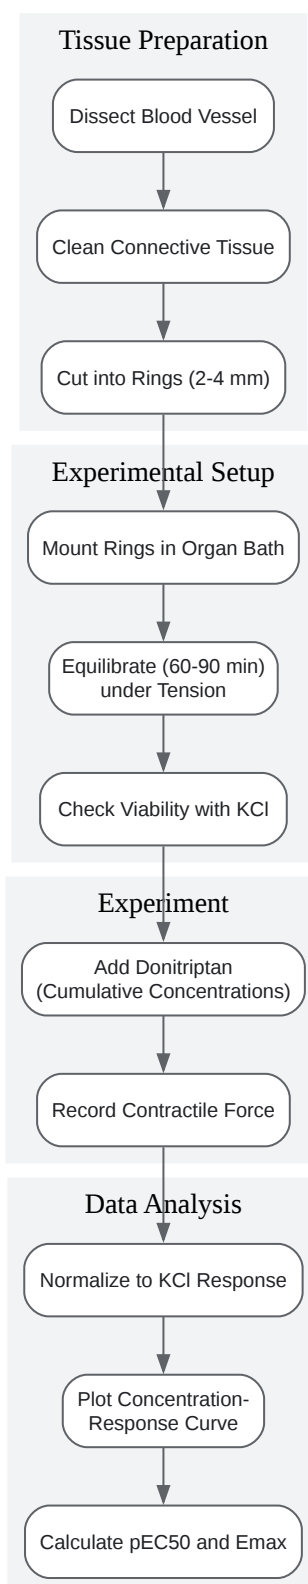 Tissue Preparation
Dissect Blood Vessel
Clean Connective Tissue
Cut into Rings (2-4 mm)
Experimental Setup
Mount Rings in Organ Bath
Equilibrate (60-90 min)
under Tension
Check Viability with KCl
Experiment
Add Donitriptan
(Cumulative Concentrations)
Record Contractile Force
Data Analysis
Normalize to KCl Response
Plot Concentration-
Response Curve
Calculate pEC50 and Emax